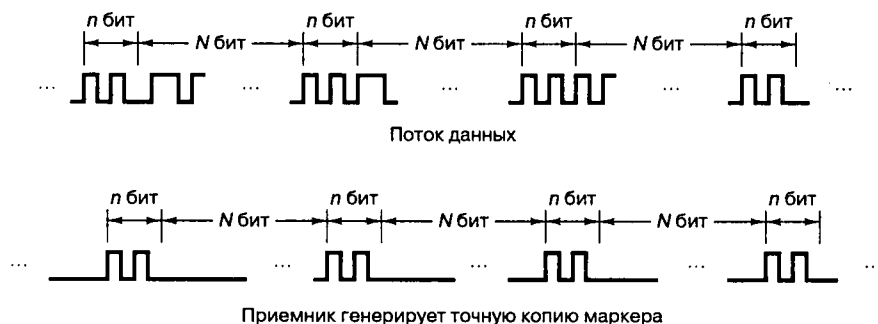 n бит n бит n бит n бит
N бит N бит N бит
... ... ... ... ...
Поток данных
n бит n бит n бит n бит
N бит N бит N бит
... ... ... ... ...
Приемник генерирует точную копию маркера